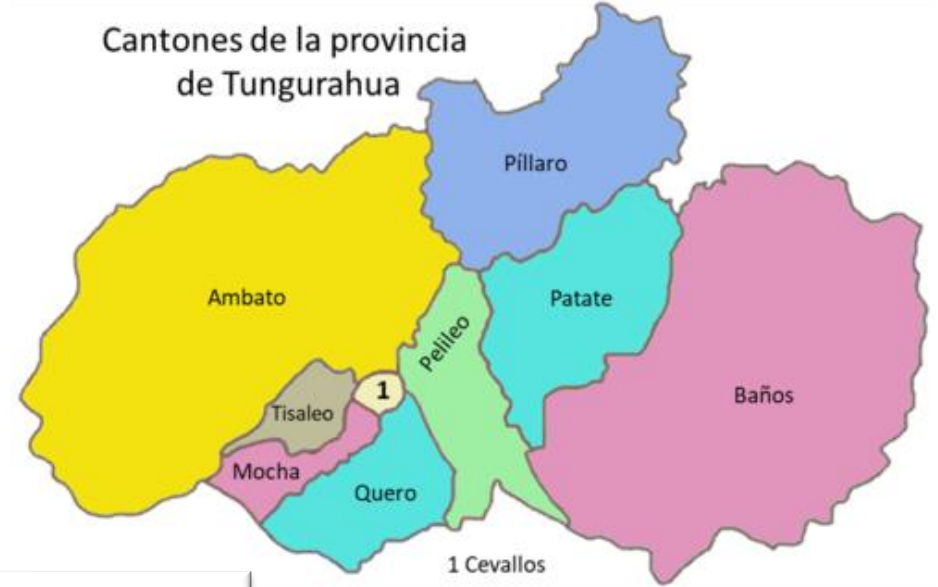 Cantones de la provincia
de Tungurahua
Píllaro
Ambato
Patate
Pelileo
Baños
1
Tisaleo
Mocha
Quero
1 Cevallos